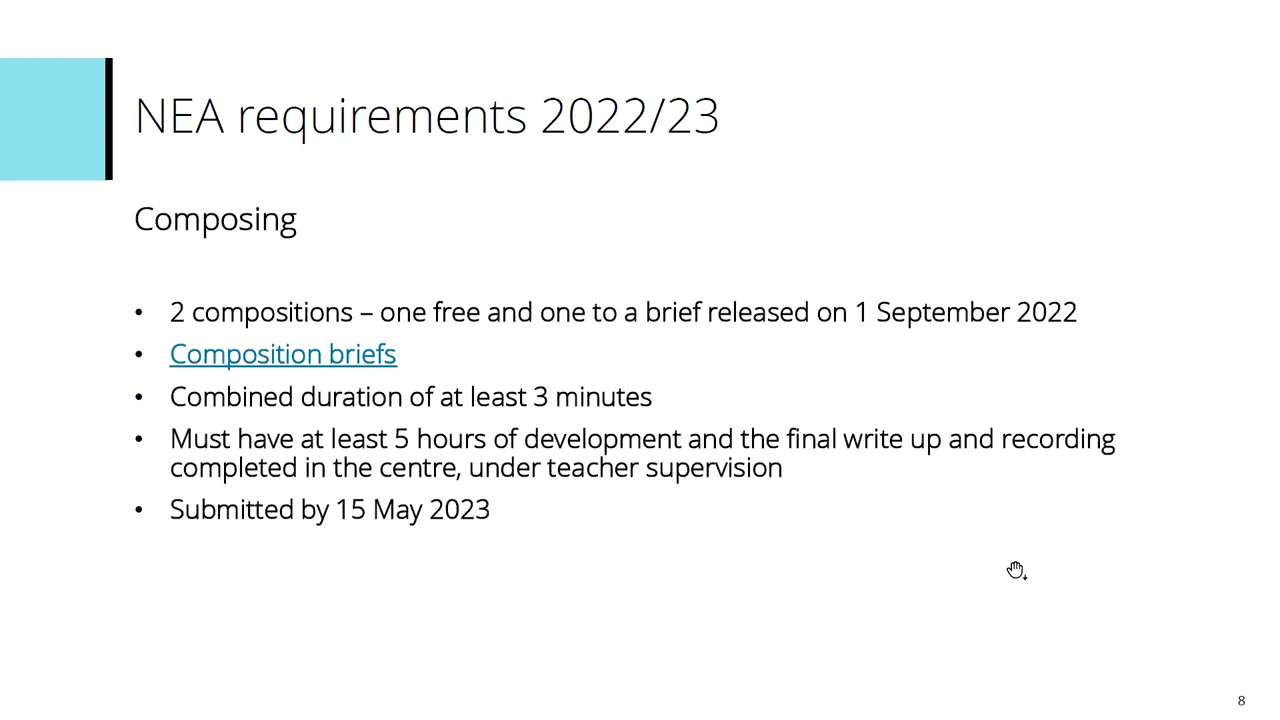 NEA requirements 2022/23
Composing
• 2 compositions – one free and one to a brief released on 1 September 2022
• Composition briefs
• Combined duration of at least 3 minutes
• Must have at least 5 hours of development and the final write up and recording
completed in the centre, under teacher supervision
• Submitted by 15 May 2023
8